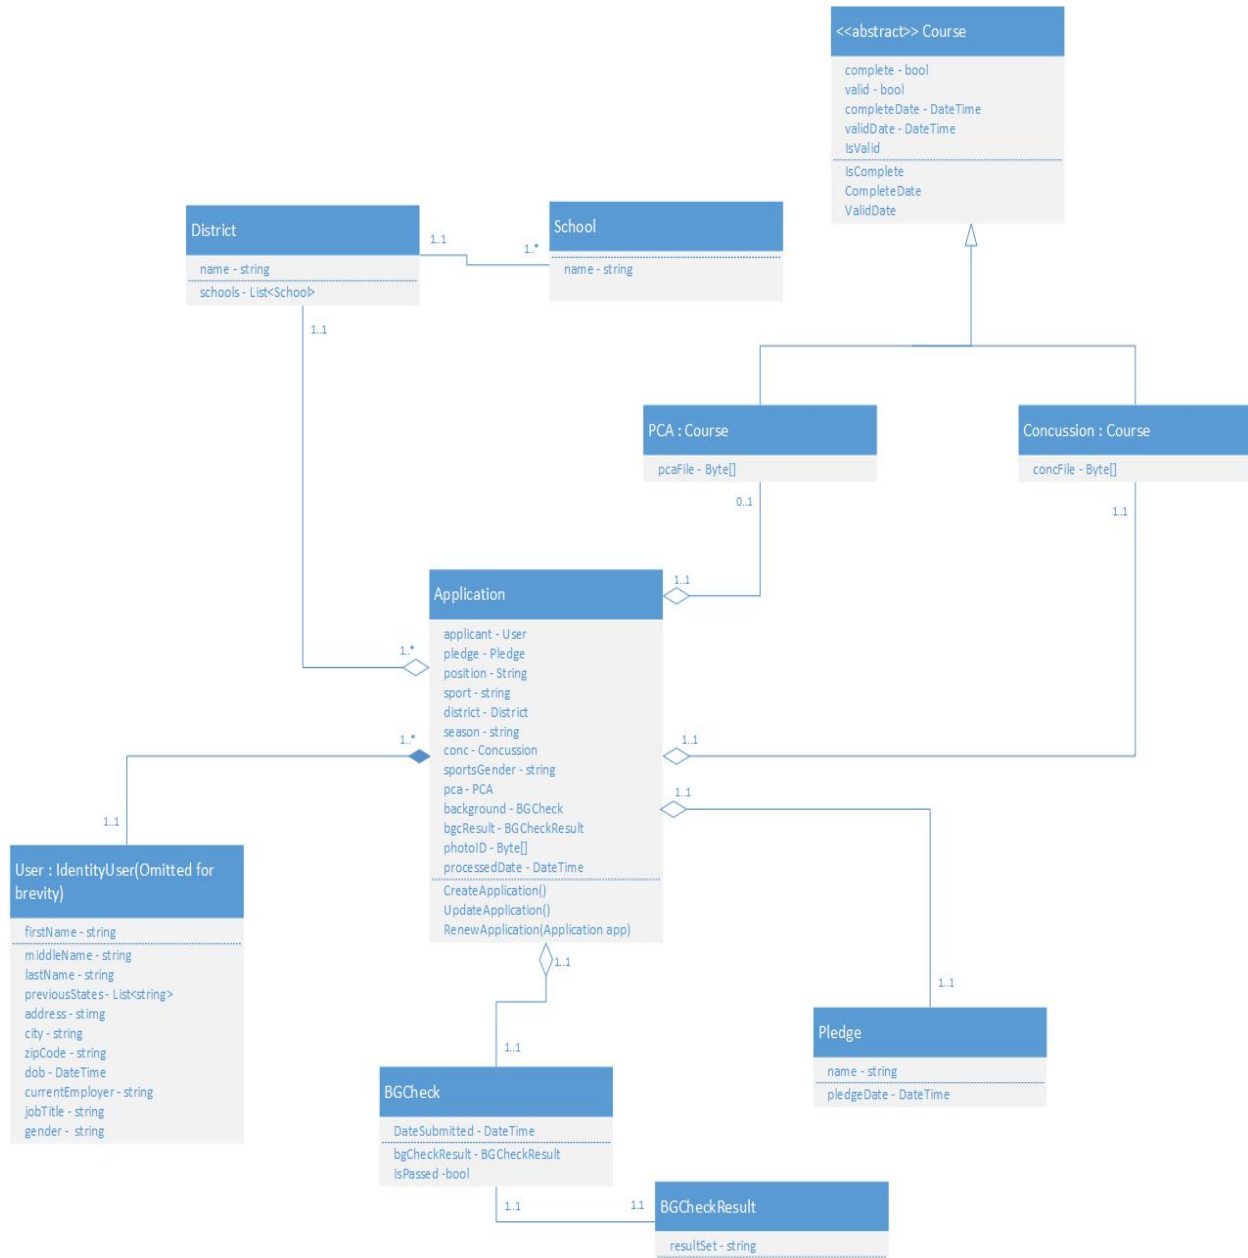 <<abstract>> Course
complete - bool
valid - bool
completeDate - DateTime
validDate - DateTime
IsValid
IsComplete
CompleteDate
ValidDate
District
name - string
schools - List<School>
1..1
1..*
School
name - string
1..1
PCA : Course
pcaFile - Byte[]
0..1
Concussion : Course
concFile - Byte[]
1..1
Application
applicant - User
pledge - Pledge
position - String
sport - string
district - District
season - string
conc - Concussion
sportsGender - string
pca - PCA
background - BGCheck
bgcResult - BGCheckResult
photoID - Byte[]
processedDate - DateTime
CreateApplication()
UpdateApplication()
RenewApplication(Application app)
1..1
1..*
1..*
1..1
1..1
1..1
1..1
User : IdentityUser(Omitted for
brevity)
firstName - string
middleName - string
lastName - string
previousStates - List<string>
address - stirng
city - string
zipCode - string
dob - DateTime
currentEmployer - string
jobTitle - string
gender - string
1..1
Pledge
name - string
pledgeDate - DateTime
1..1
BGCheck
DateSubmitted - DateTime
bgCheckResult - BGCheckResult
IsPassed -bool
1..1
1.1
BGCheckResult
resultSet - string